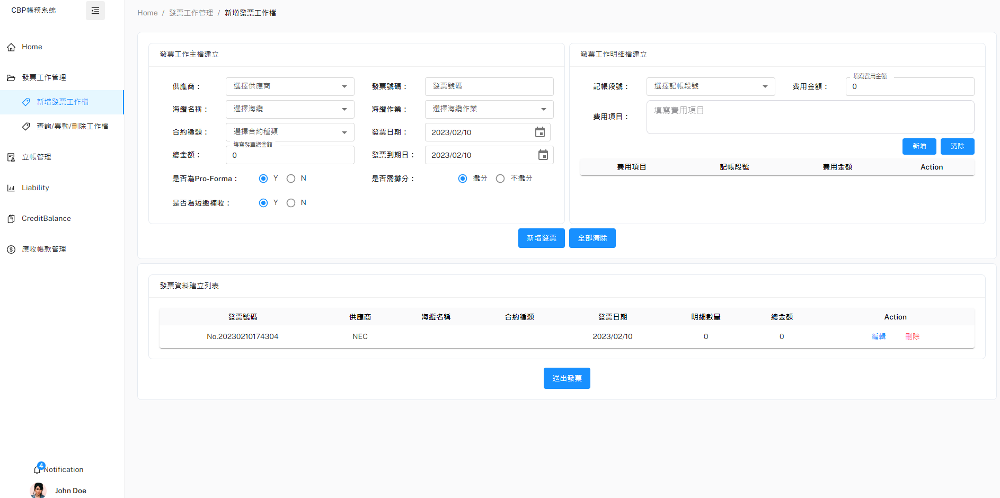 CBP帳務系統
Home
發票工作管理
新增發票工作檔
查詢/異動/刪除工作檔
立帳管理
Liability
CreditBalance
應收帳款管理
4
Notification
John Doe
Home / 發票工作管理 / 新增發票工作檔
發票工作主檔建立
供應商： 選擇供應商 發票號碼： 發票號碼
海纜名稱： 選擇海纜 海纜作業： 選擇海纜作業
合約種類： 選擇合約種類 發票日期： 2023/02/10
填寫發票總金額
總金額： 0 發票到期日： 2023/02/10
是否為Pro-Forma： Y N 是否需攤分： 攤分 不攤分
是否為短繳補收： Y N
發票工作明細檔建立
填寫費用金額
記帳段號： 選擇記帳段號 費用金額： 0
費用項目： 填寫費用項目
新增 清除
費用項目 記帳段號 費用金額 Action
新增發票 全部清除
發票資料建立列表
發票號碼 供應商 海纜名稱 合約種類 發票日期 明細數量 總金額 Action
No.20230210174304 NEC 2023/02/10 0 0 編輯 刪除
送出發票